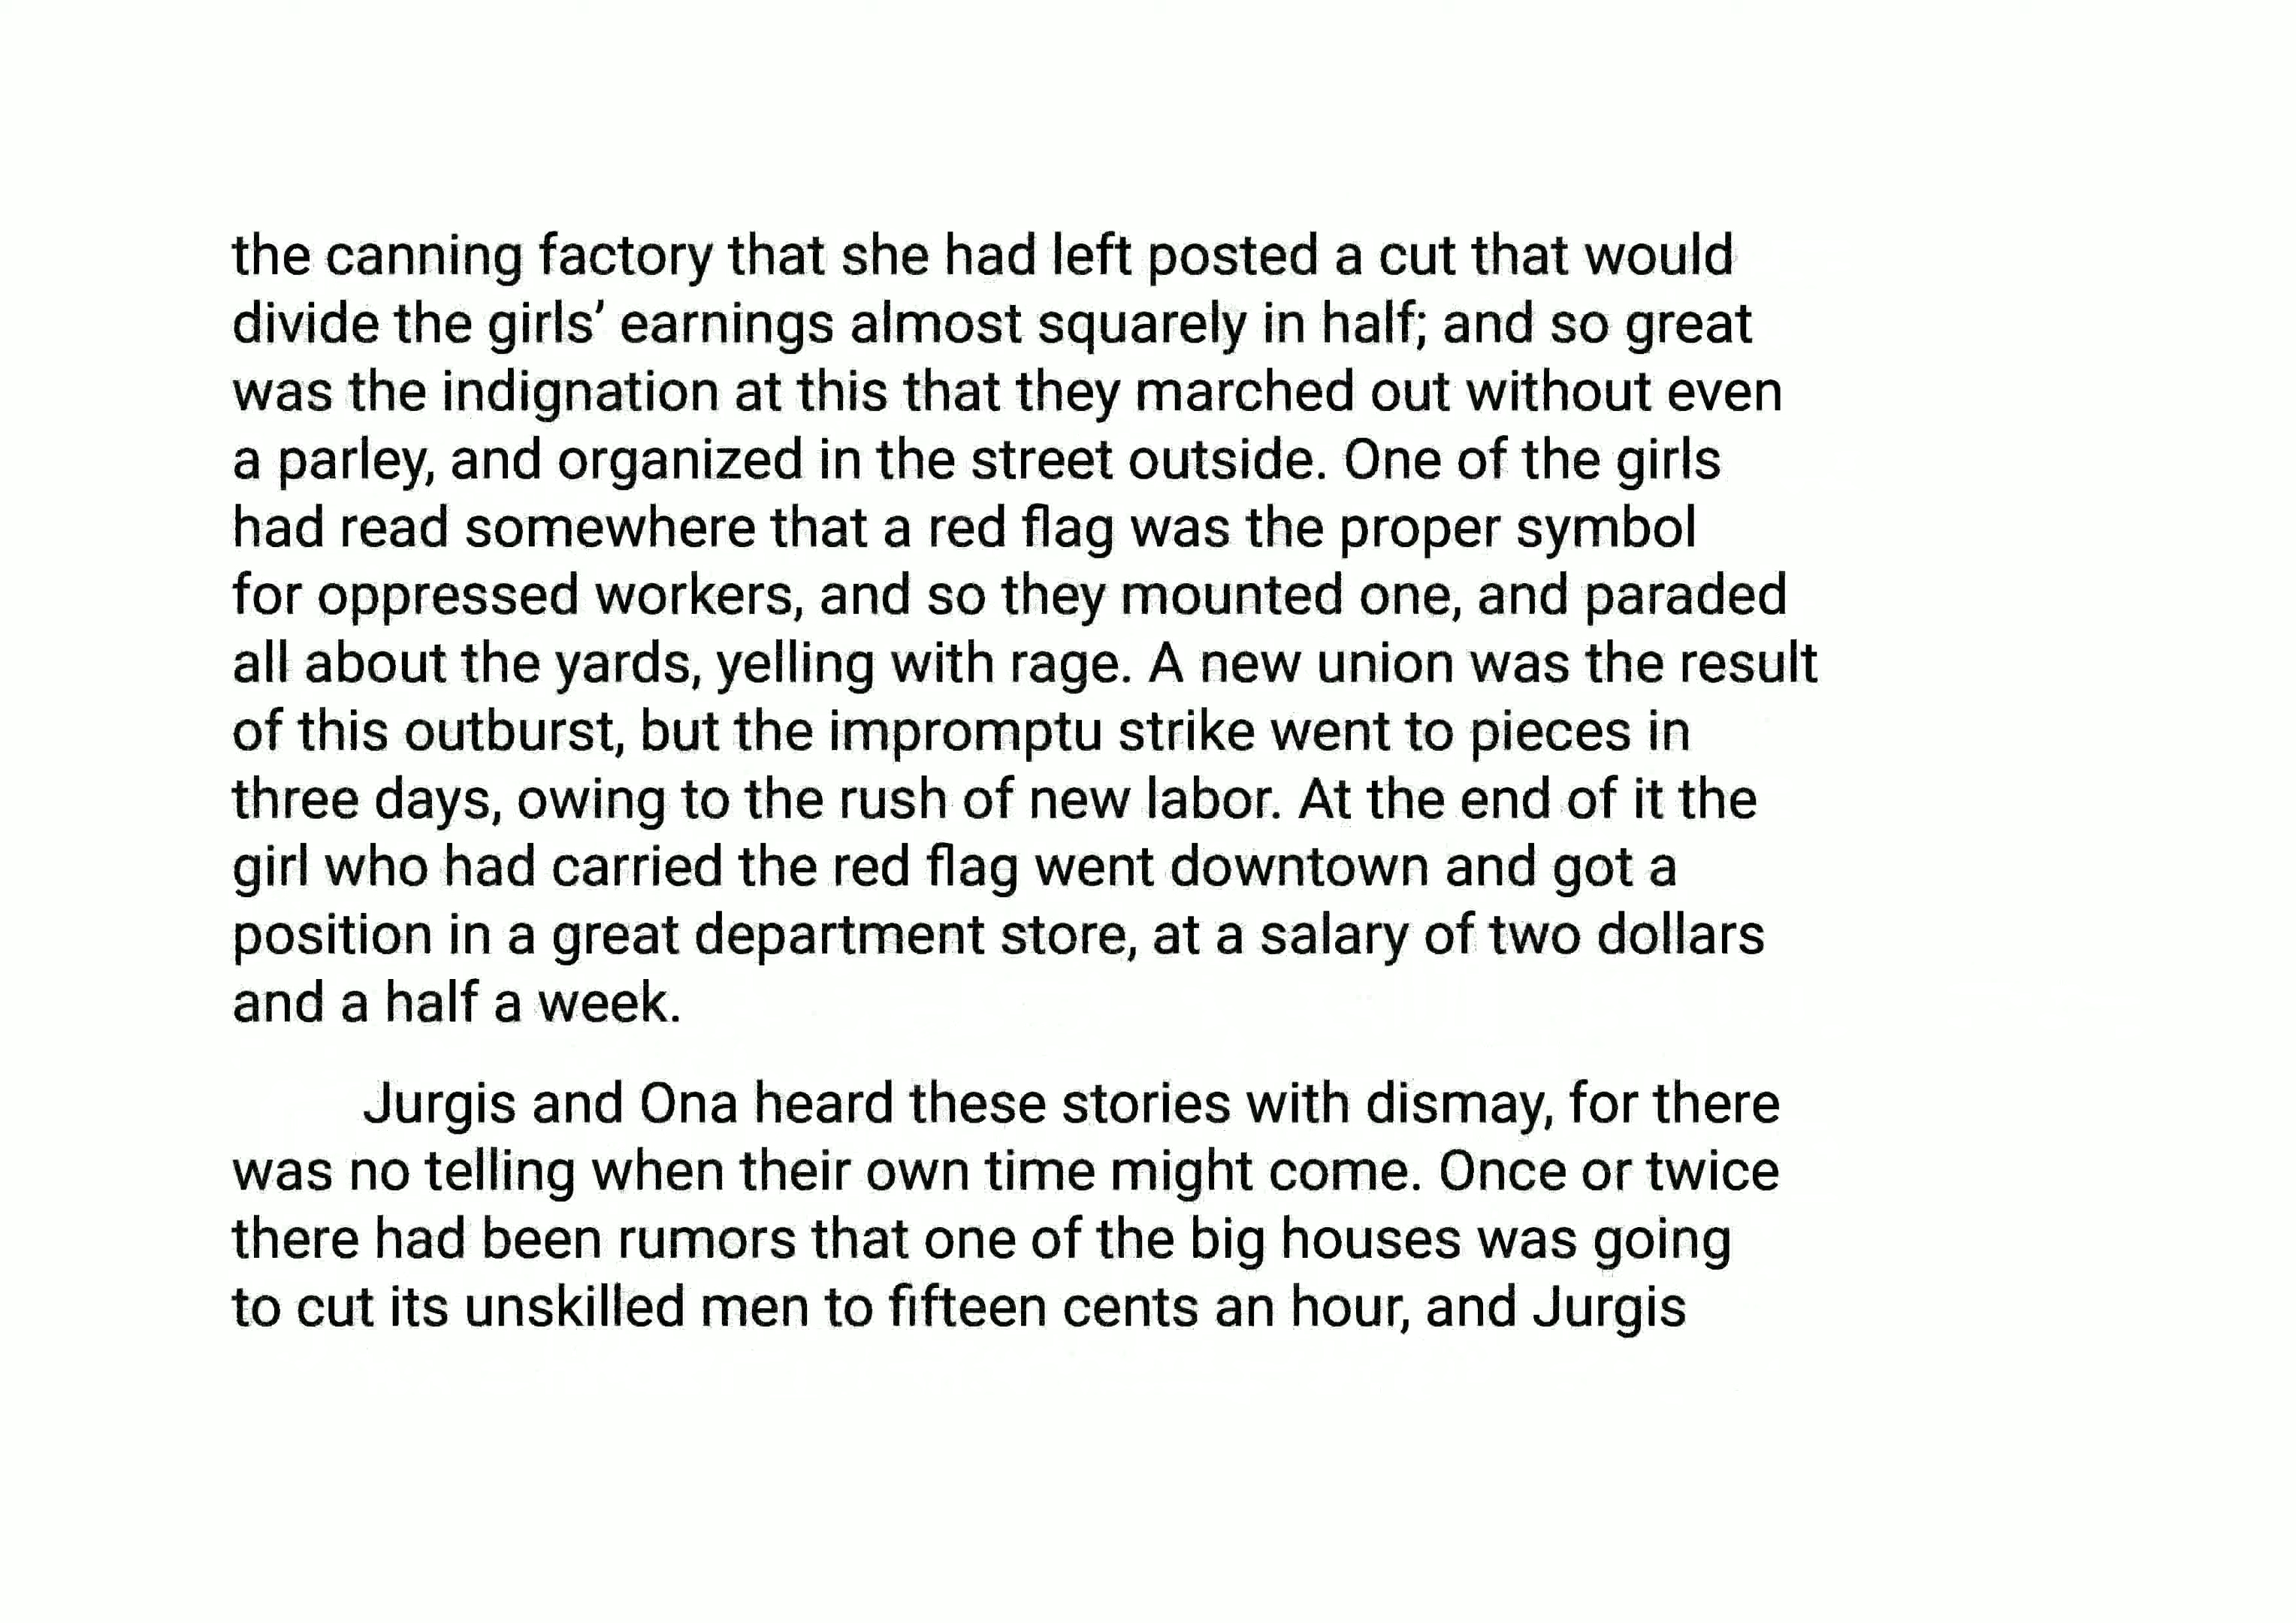 the canning factory that she had left posted a cut that would
divide the girls’ earnings almost squarely in half; and so great
was the indignation at this that they marched out without even
a parley, and organized in the street outside. One of the girls
had read somewhere that a red flag was the proper symbol
for oppressed workers, and so they mounted one, and paraded
all about the yards, yelling with rage. A new union was the result
of this outburst, but the impromptu strike went to pieces in
three days, owing to the rush of new labor. At the end of it the
girl who had carried the red flag went downtown and got a
position in a great department store, at a salary of two dollars
and a half a week.
Jurgis and Ona heard these stories with dismay, for there
was no telling when their own time might come. Once or twice
there had been rumors that one of the big houses was going
to cut its unskilled men to fifteen cents an hour, and Jurgis